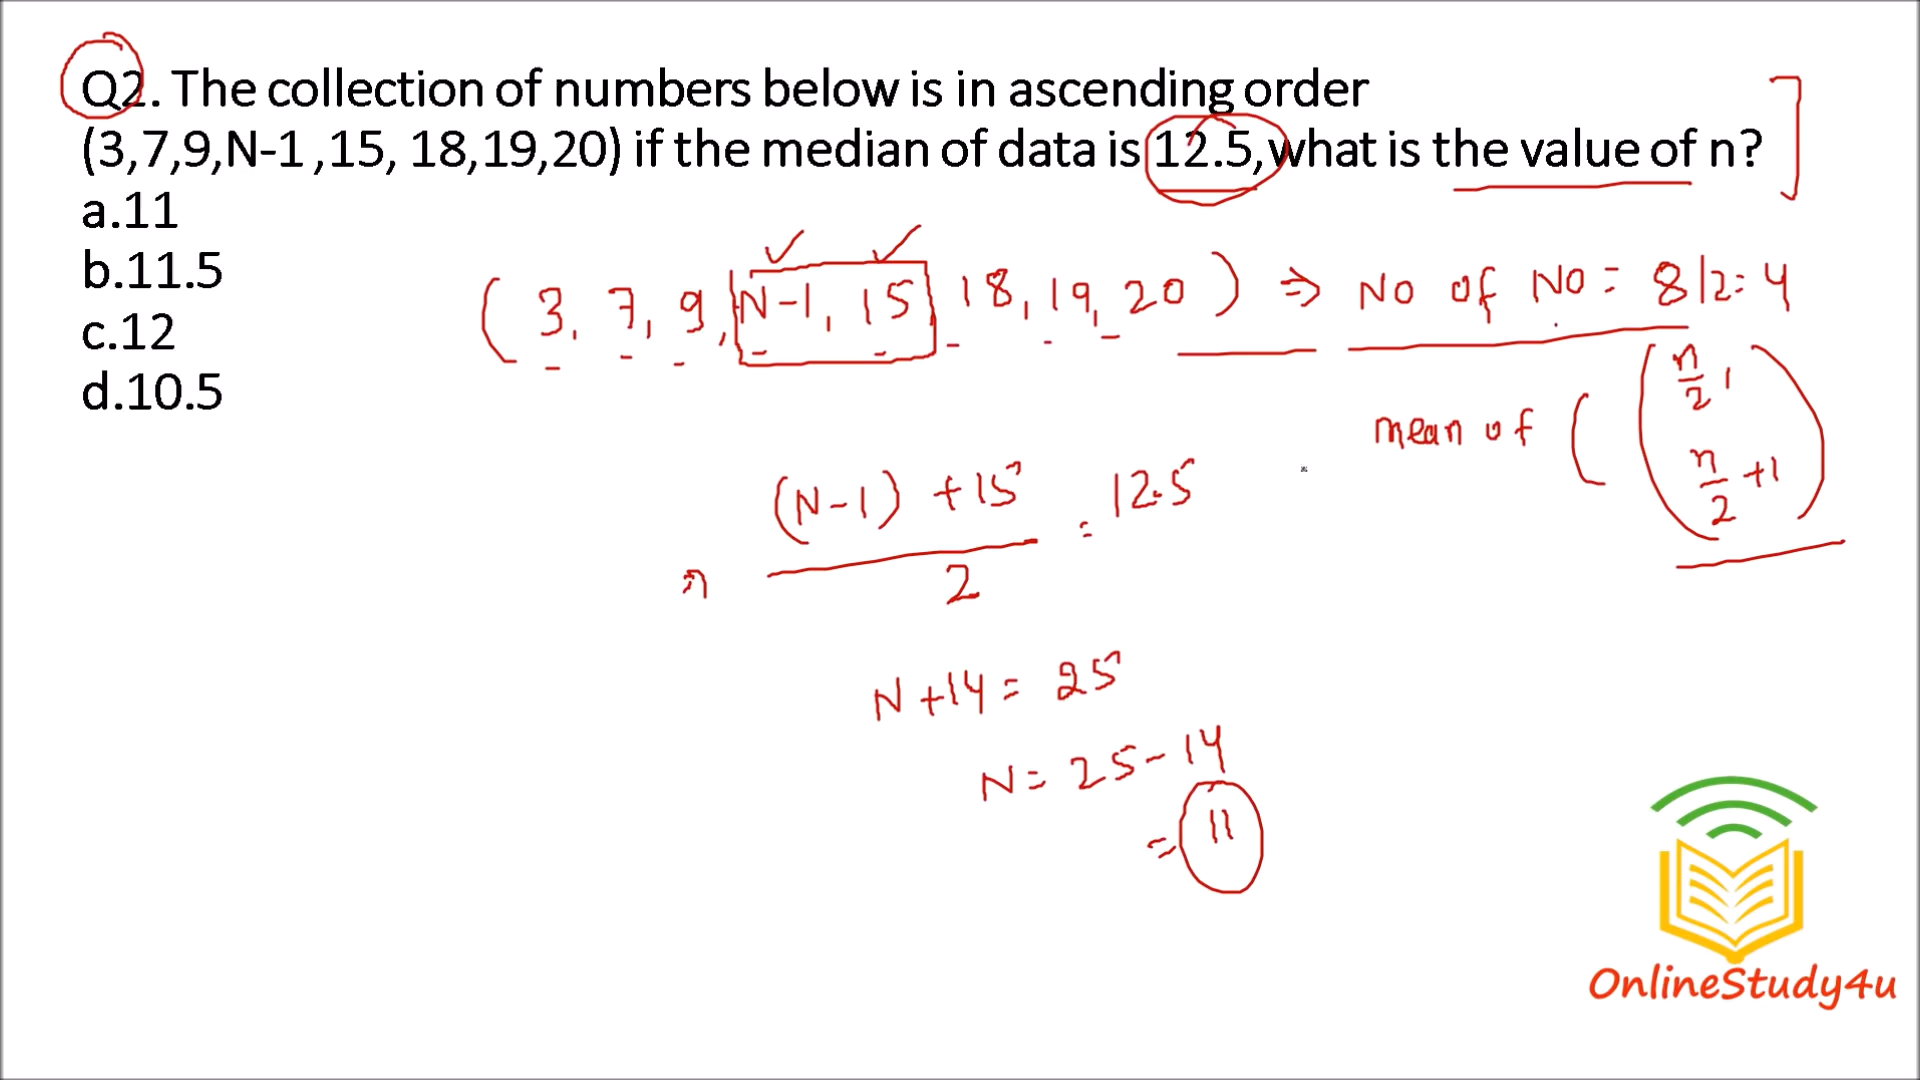 Q2. The collection of numbers below is in ascending order
(3,7,9,N-1,15, 18,19,20) if the median of data is 12.5,what is the value of n?
a.11
b.11.5
c.12
d.10.5
(3, 7, 9, N-1, 15, 18, 19, 20) ⇒ NO of NO = 8/2 = 4
mean of ( (n/2,
n/2 +1)
⇒ (N-1) +15 / 2 = 12.5
N+14 = 25
N = 25-14
= 11
OnlineStudy4u